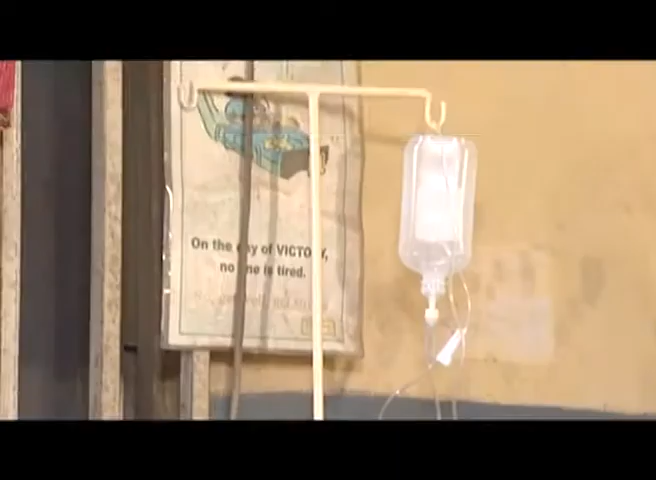 On the day of VICTORY,
no one is tired.